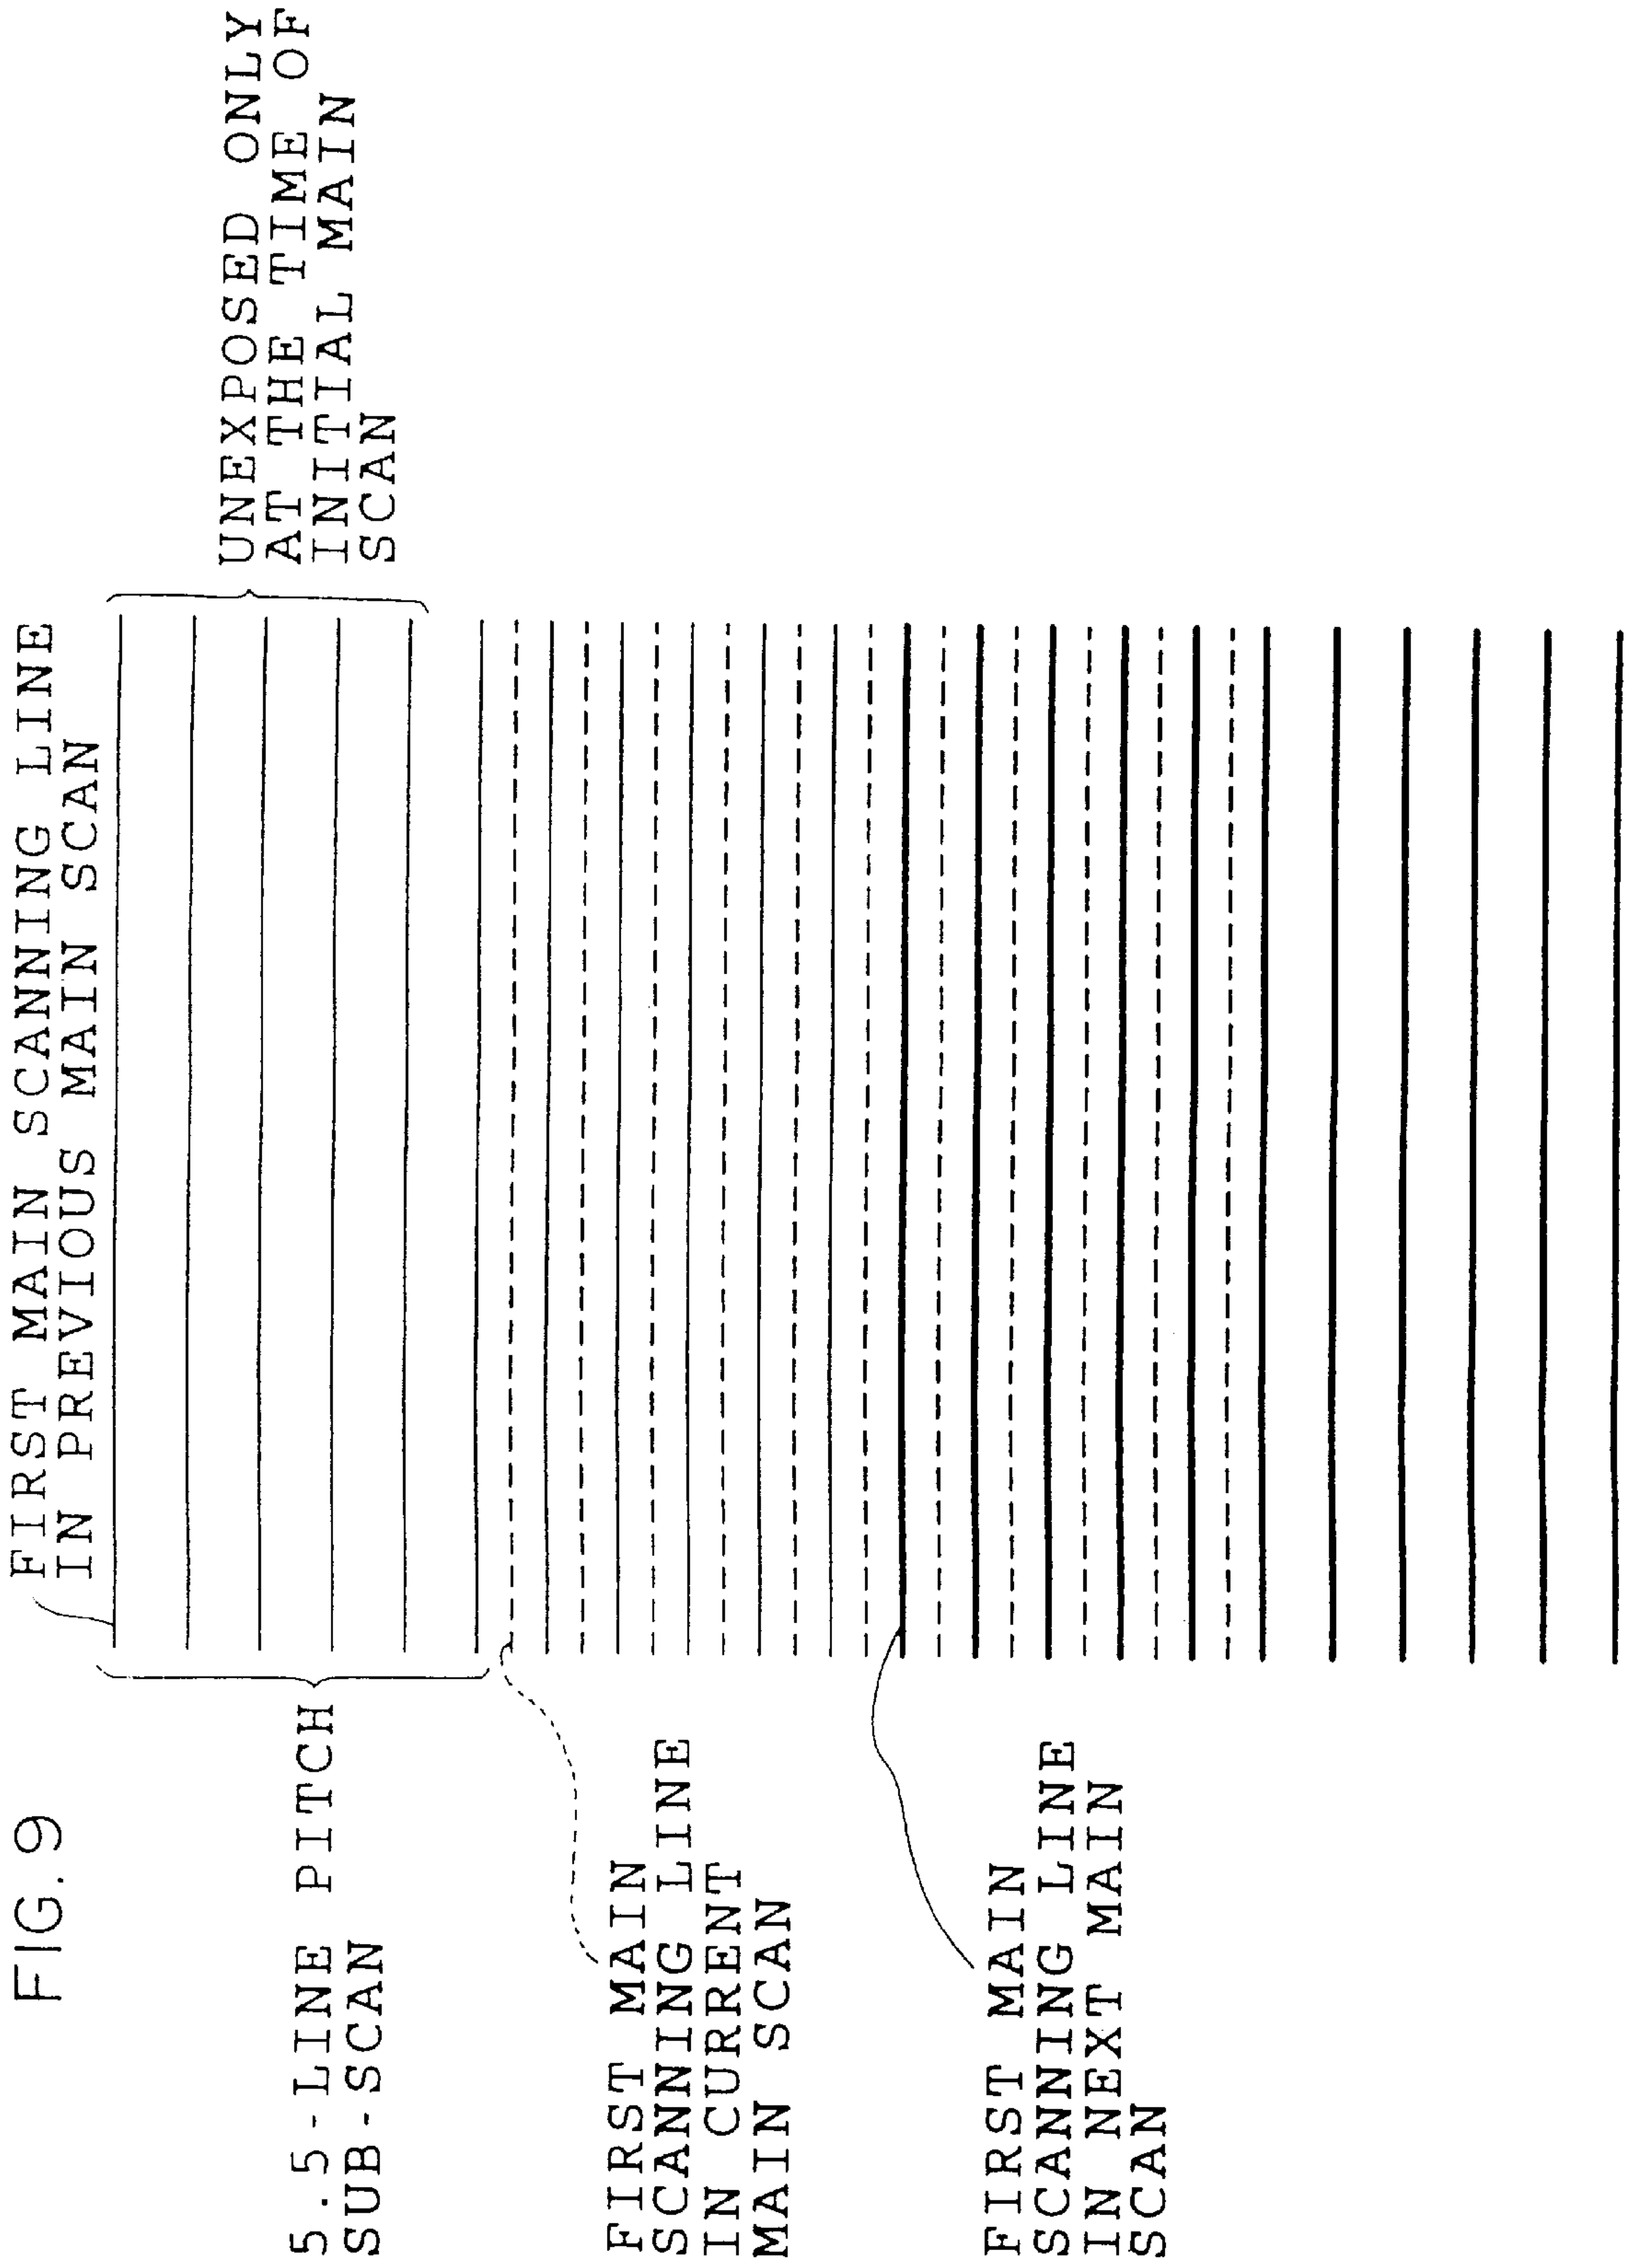 FIG. 9
FIRST MAIN SCANNING LINE
IN PREVIOUS MAIN SCAN
5.5-LINE PITCH
SUB-SCAN
UNEXPOSED ONLY
AT THE TIME OF
INITIAL MAIN
SCAN
FIRST MAIN
SCANNING LINE
IN CURRENT
MAIN SCAN
FIRST MAIN
SCANNING LINE
IN NEXT MAIN
SCAN